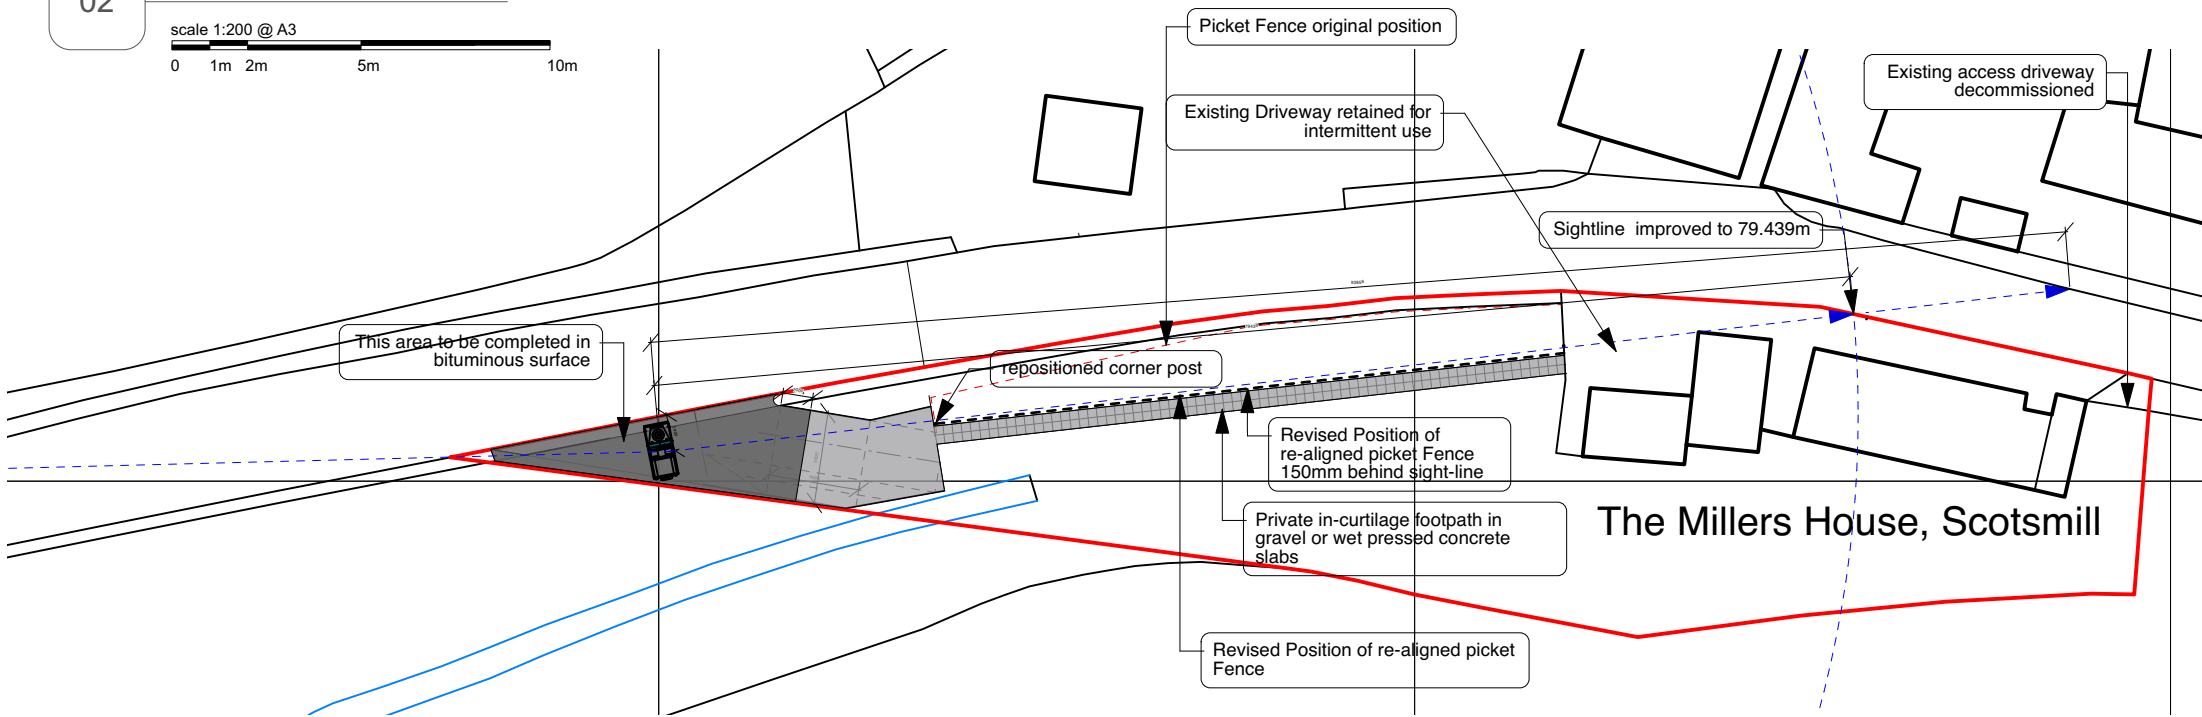 02
scale 1:200 @ A3
0 1m 2m 5m 10m
Picket Fence original position
Existing access driveway
decommissioned
Existing Driveway retained for
intermittent use
Sightline improved to 79.439m
This area to be completed in
bituminous surface
repositioned corner post
Revised Position of
re-aligned picket Fence
150mm behind sight-line
Private in-curtilage footpath in
gravel or wet pressed concrete
slabs
The Millers House, Scotsmill
Revised Position of re-aligned picket
Fence